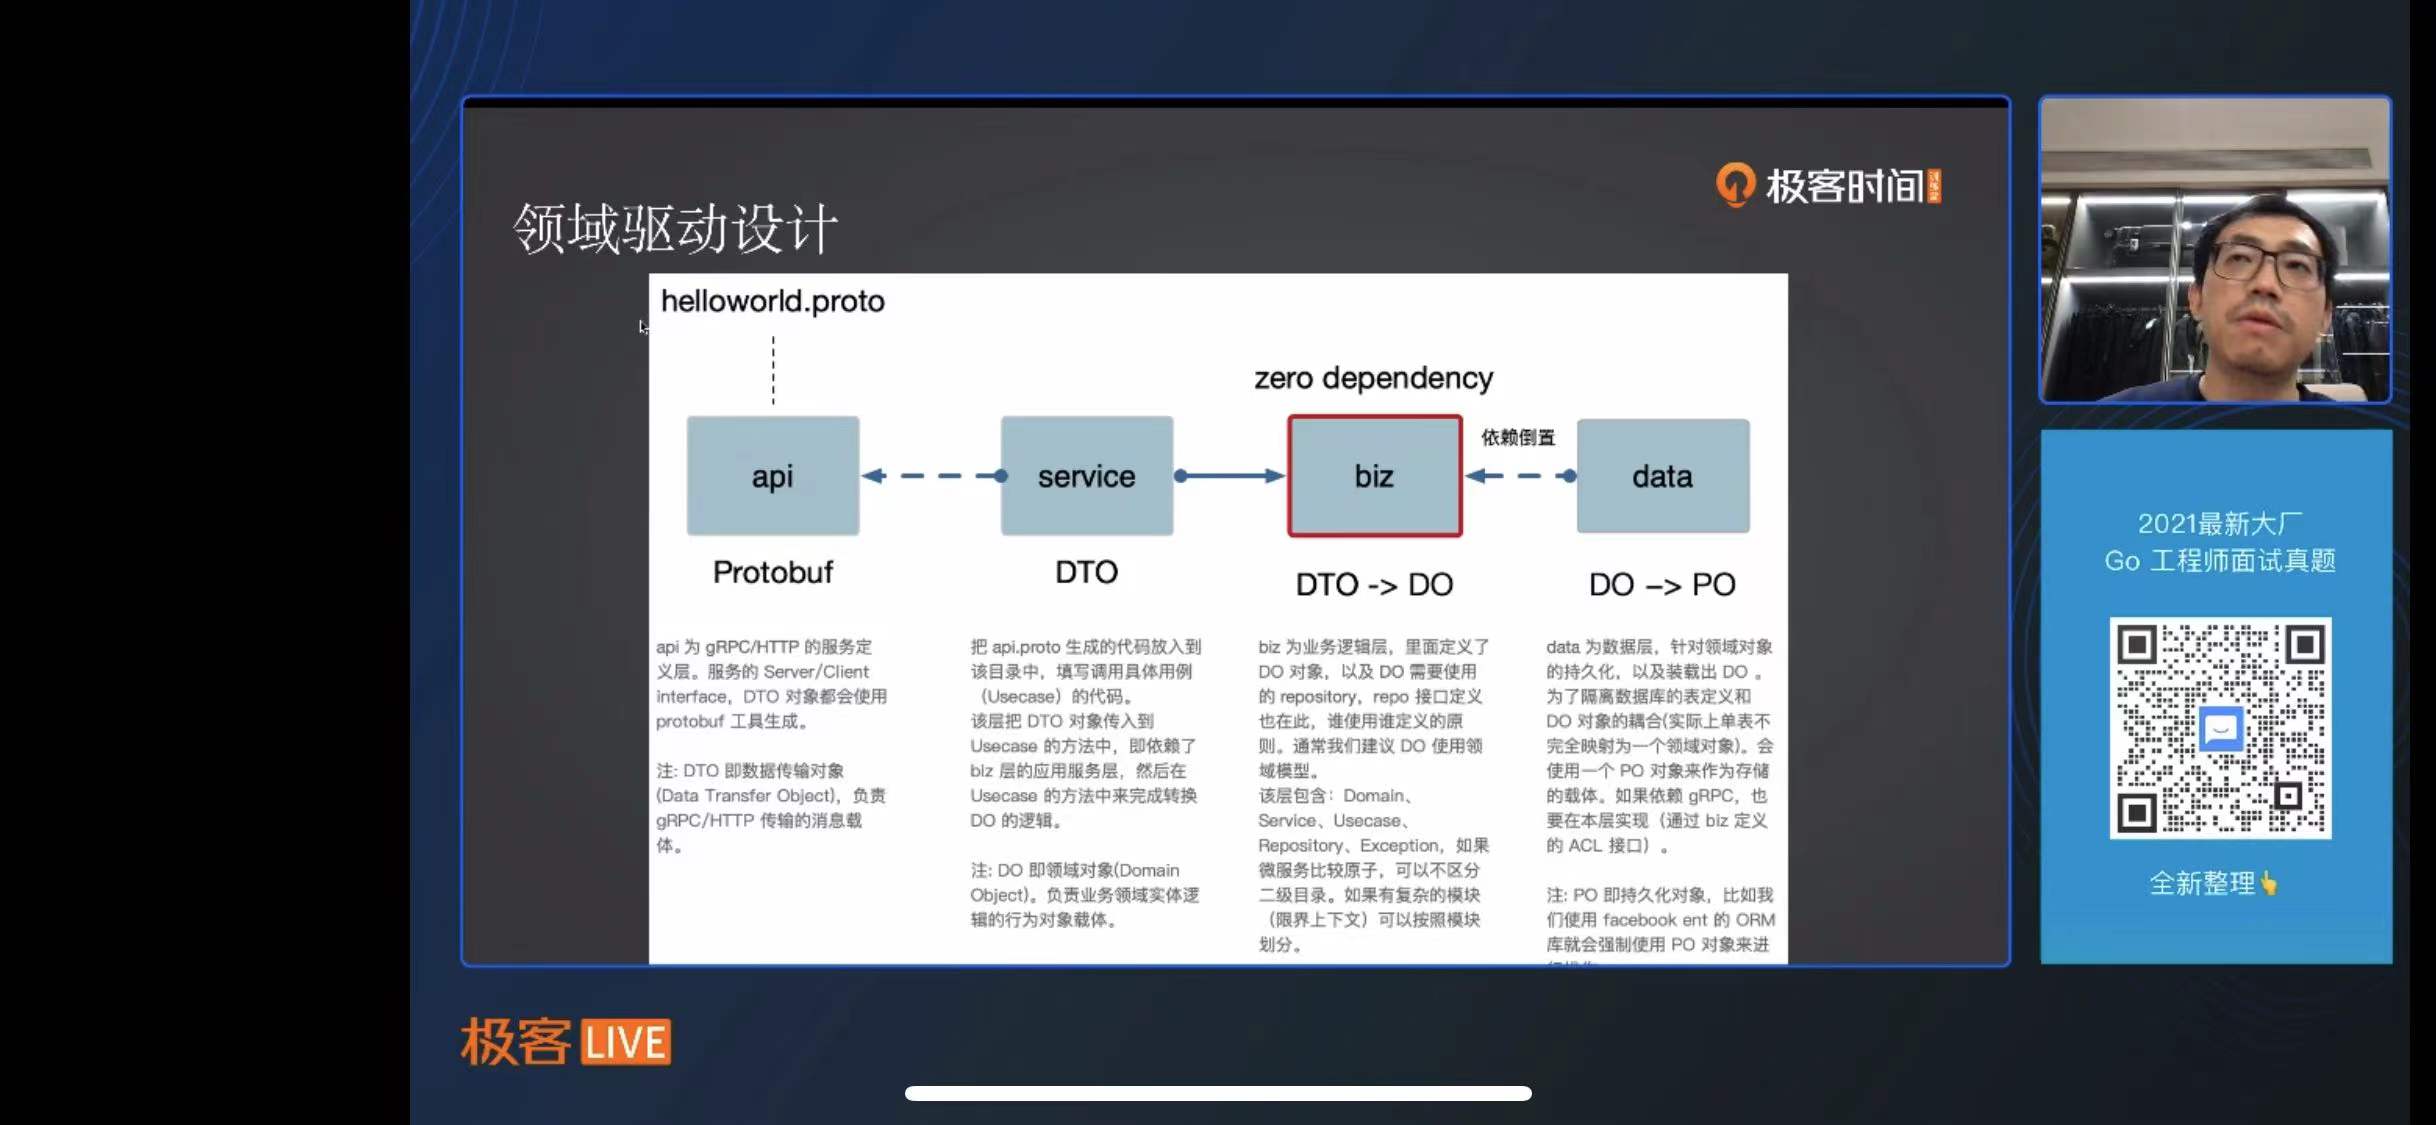 极客时间 训练营
领域驱动设计
helloworld.proto
zero dependency
依赖倒置
api
service
biz
data
Protobuf
DTO
DTO -> DO
DO –> PO
api 为 gRPC/HTTP 的服务定
义层。服务的 Server/Client
interface，DTO 对象都会使用
protobuf 工具生成。
注: DTO 即数据传输对象
(Data Transfer Object)，负责
gRPC/HTTP 传输的消息载
体。
把 api.proto 生成的代码放入到
该目录中，填写调用具体用例
（Usecase）的代码。
该层把 DTO 对象传入到
Usecase 的方法中，即依赖了
biz 层的应用服务层，然后在
Usecase 的方法中来完成转换
DO 的逻辑。
注: DO 即领域对象(Domain
Object)。负责业务领域实体逻
辑的行为对象载体。
biz 为业务逻辑层，里面定义了
DO 对象，以及 DO 需要使用
的 repository，repo 接口定义
也在此，谁使用谁定义的原
则。通常我们建议 DO 使用领
域模型。
该层包含：Domain、
Service、Usecase、
Repository、Exception，如果
微服务比较原子，可以不区分
二级目录。如果有复杂的模块
（限界上下文）可以按照模块
划分。
data 为数据层，针对领域对象
的持久化，以及装载出 DO 。
为了隔离数据库的表定义和
DO 对象的耦合(实际上单表不
完全映射为一个领域对象)。会
使用一个 PO 对象来作为存储
的载体。如果依赖 gRPC，也
要在本层实现（通过 biz 定义
的 ACL 接口）。
注: PO 即持久化对象，比如我
们使用 facebook ent 的 ORM
库就会强制使用 PO 对象来进
2021最新大厂
Go 工程师面试真题
全新整理👆
极客 LIVE